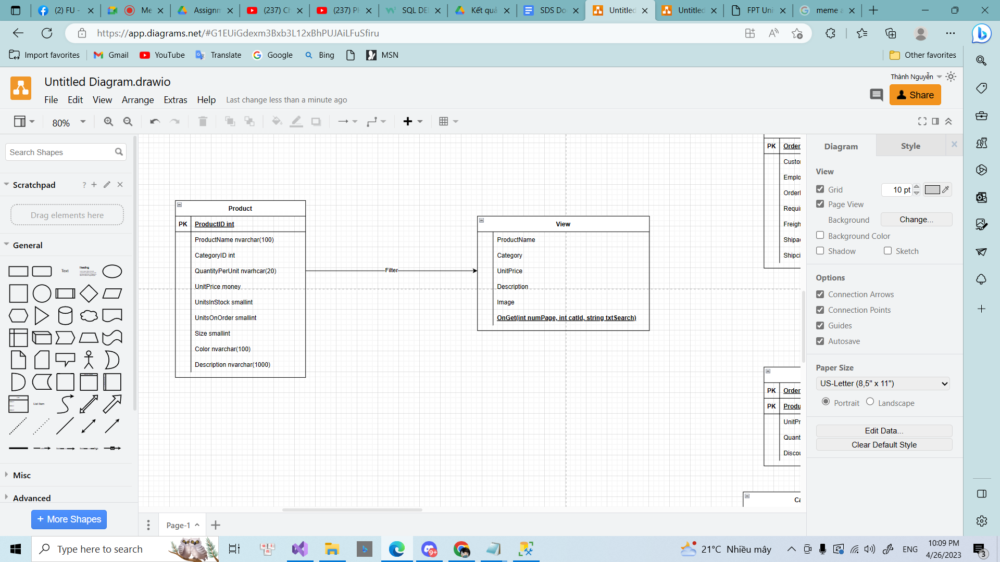 (2) FU -
Me
Assignm
(237) Ch
(237) Pl
SQL DE
Kết quả
SDS Do
Untitled
Untitled
FPT Uni
meme a
https://app.diagrams.net/#G1EUiGdexm3Bxb3L12xBhPUJAiLFuSfiru
Import favorites
Gmail
YouTube
Translate
Google
Bing
MSN
Other favorites
Untitled Diagram.drawio
File Edit View Arrange Extras Help Last change less than a minute ago
Thành Nguyễn
Share
80%
Search Shapes
Scratchpad
?
Drag elements here
General
Text
Heading
List Item
Misc
Advanced
+ More Shapes
Product
PK ProductID int
ProductName nvarchar(100)
CategoryID int
QuantityPerUnit nvarhcar(20)
UnitPrice money
UnitsInStock smallint
UnitsOnOrder smallint
Size smallint
Color nvarchar(100)
Description nvarchar(1000)
Filter
View
ProductName
Category
UnitPrice
Description
Image
OnGet(int numPage, int catId, string txtSearch)
PK Order
Custo
Emplo
Order
Requi
Freigh
Shipa
Shipci
PK Order
PK Produ
UnitPr
Quant
Discou
Ca
Page-1
Diagram
Style
View
Grid
10 pt
Page View
Background
Change...
Background Color
Shadow
Sketch
Options
Connection Arrows
Connection Points
Guides
Autosave
Paper Size
US-Letter (8,5" x 11")
Portrait
Landscape
Edit Data...
Clear Default Style
Type here to search
9+
21°C Nhiều mây
ENG
10:09 PM
4/26/2023
3